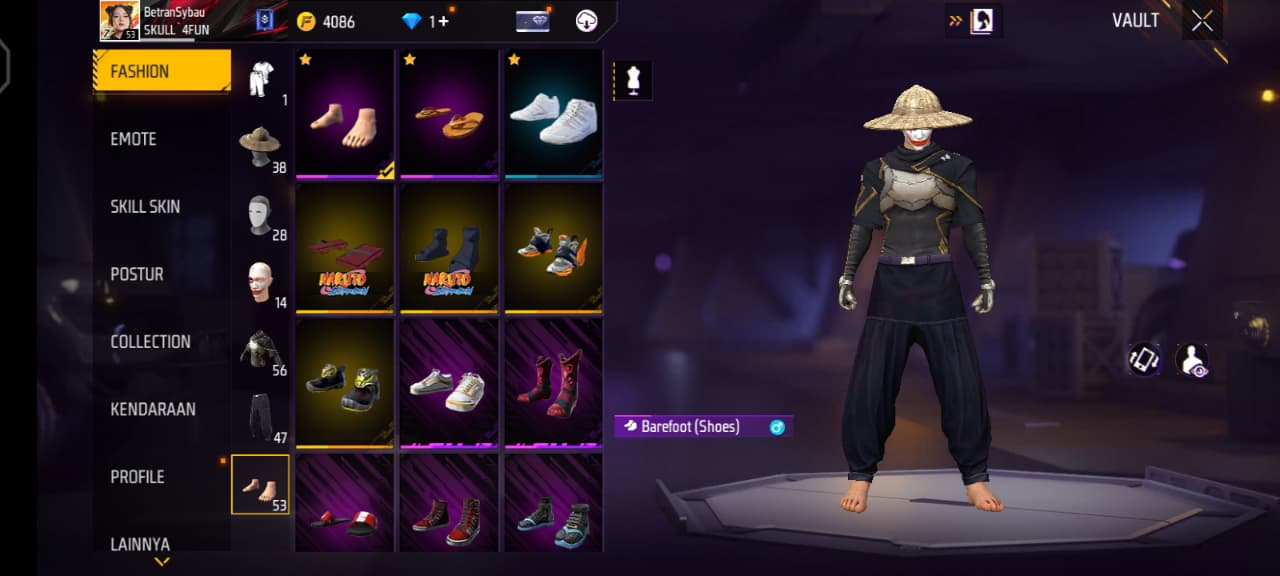 BetranSybau
SKULL 4FUN
53
4086
1+
VAULT
FASHION
EMOTE
SKILL SKIN
POSTUR
COLLECTION
KENDARAAN
PROFILE
LAINNYA
1
38
28
14
56
47
53
NARUTO
NARUTO
Barefoot (Shoes)